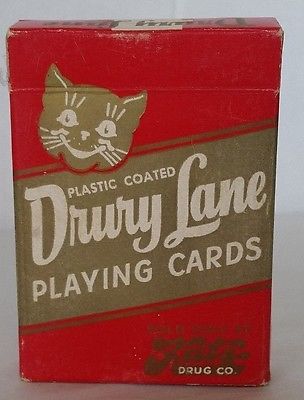 PLASTIC COATED
Drury Lane
PLAYING CARDS
DRUG CO.